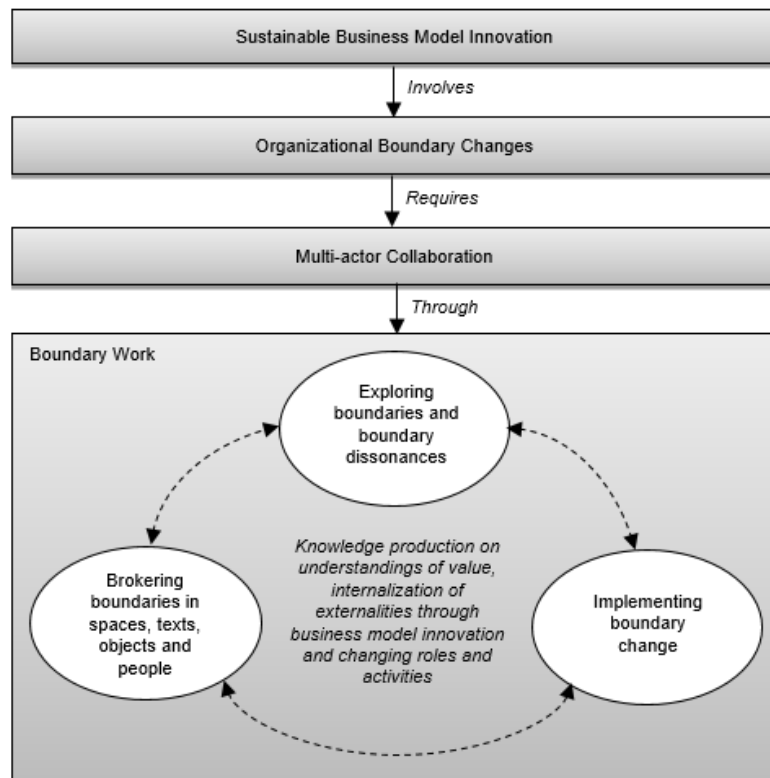 Sustainable Business Model Innovation
Involves
Organizational Boundary Changes
Requires
Multi-actor Collaboration
Through
Boundary Work
Exploring
boundaries and
boundary
dissonances
Knowledge production on
understandings of value,
internalization of
externalities through
business model innovation
and changing roles and
activities
Brokering
boundaries in
spaces, texts,
objects and
people
Implementing
boundary
change